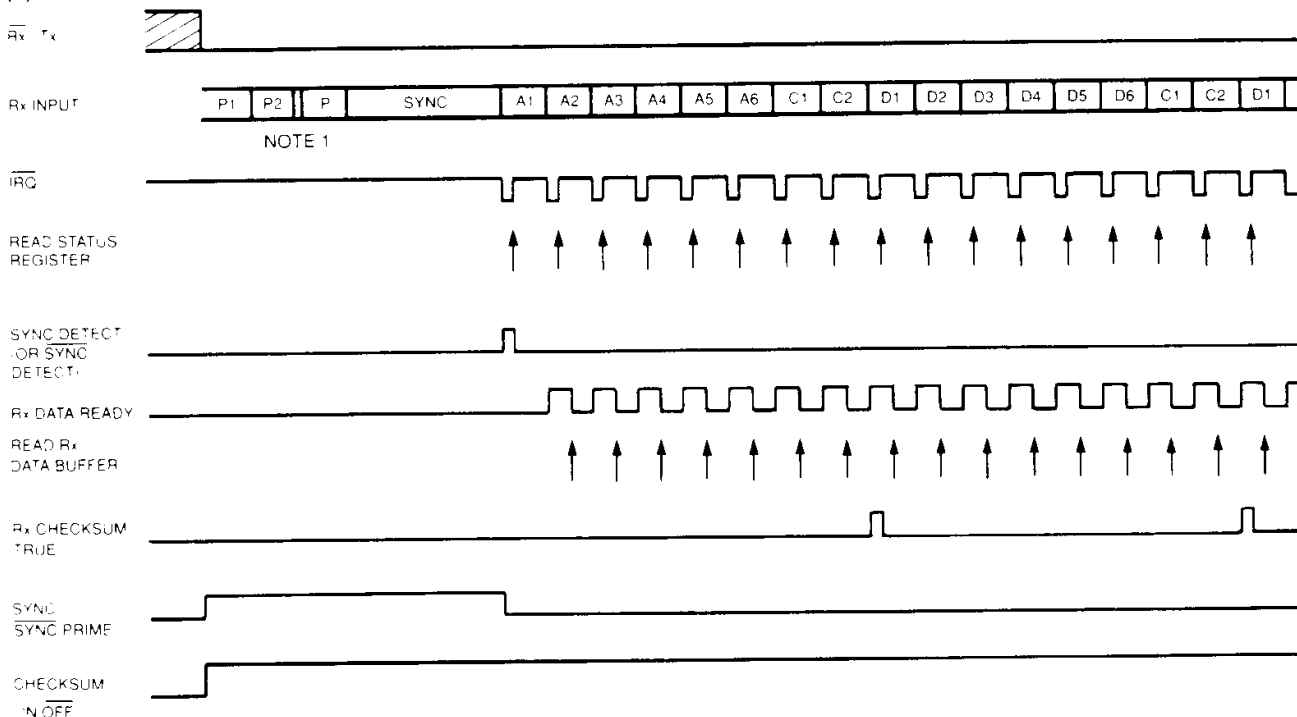 Rx Tx
Rx INPUT
P1 P2 P SYNC A1 A2 A3 A4 A5 A6 C1 C2 D1 D2 D3 D4 D5 D6 C1 C2 D1
NOTE 1
IRQ
READ STATUS
REGISTER
SYNC DETECT
(OR SYNC
DETECT)
Rx DATA READY
READ Rx
DATA BUFFER
Rx CHECKSUM
TRUE
SYNC
SYNC PRIME
CHECKSUM
OFF